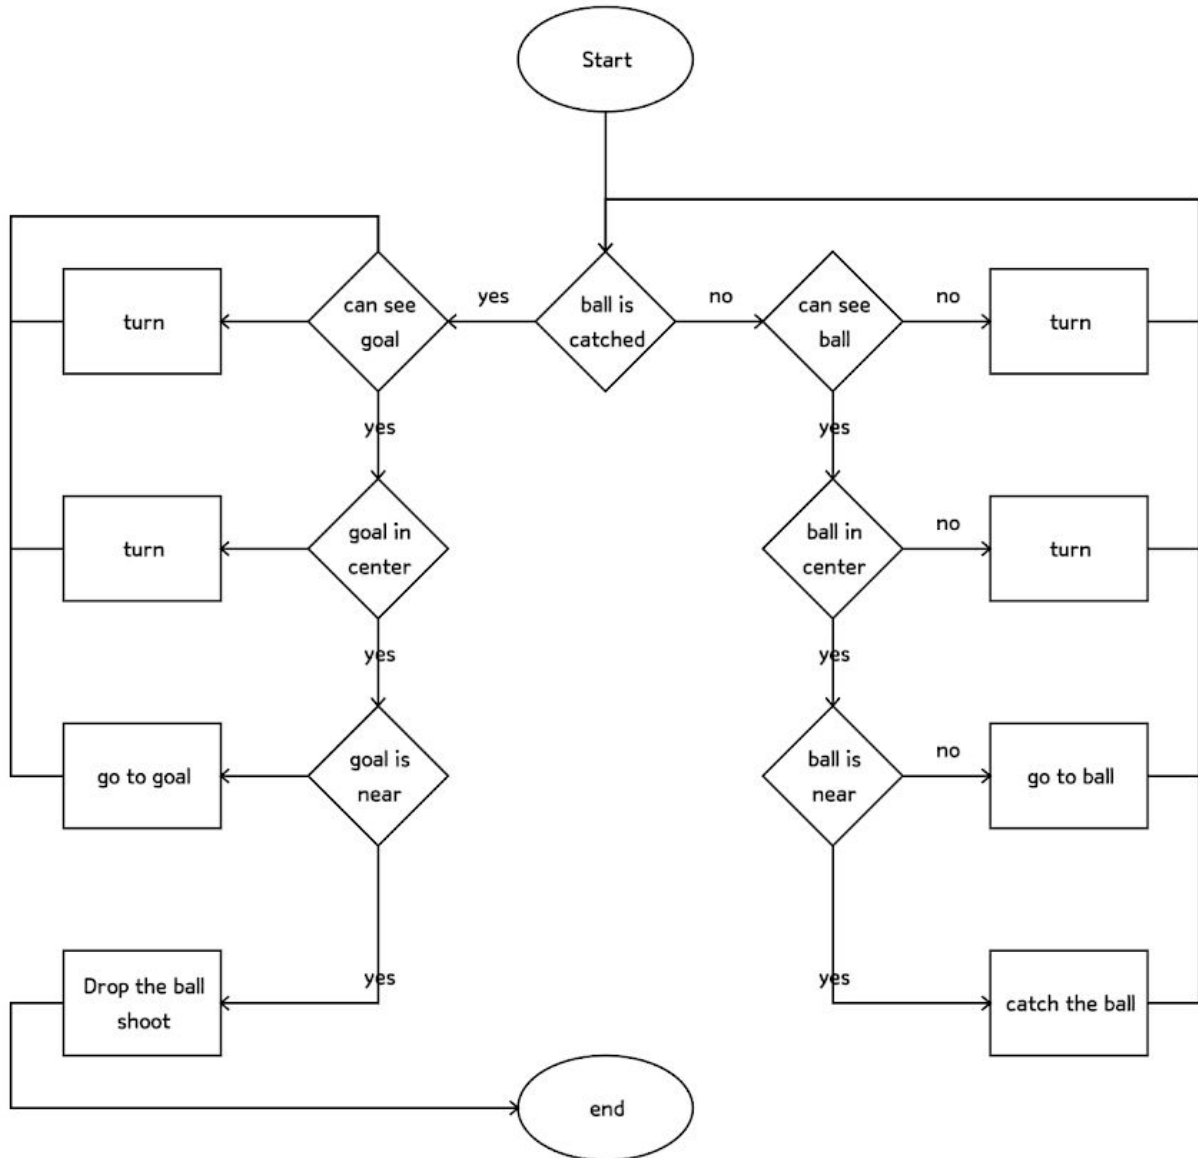 Start
yes
no
no
turn
can see
goal
ball is
catched
can see
ball
turn
yes
yes
no
turn
goal in
center
ball in
center
turn
yes
yes
no
go to goal
goal is
near
ball is
near
go to ball
yes
yes
Drop the ball
shoot
catch the ball
end